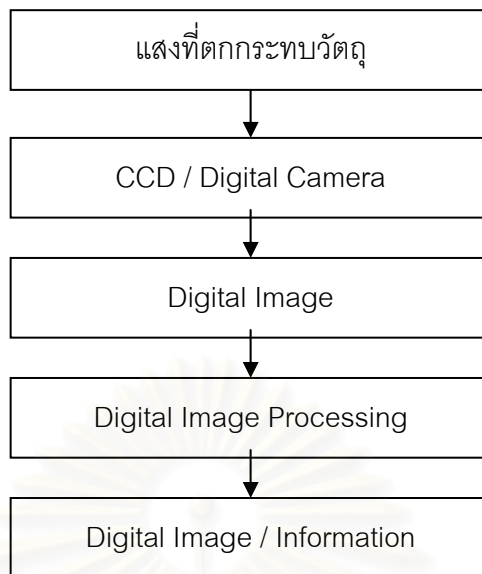 แสงที่ตกกระทบวัตถุ
CCD / Digital Camera
Digital Image
Digital Image Processing
Digital Image / Information